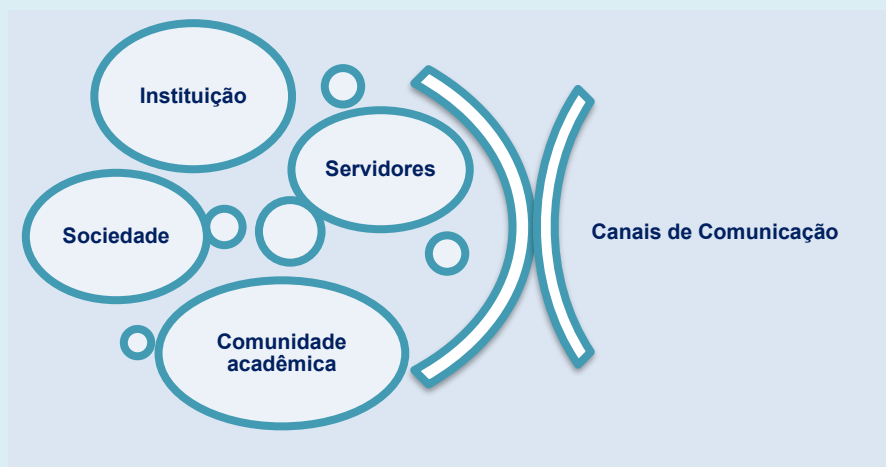 Instituição
Servidores
Sociedade
Canais de Comunicação
Comunidade
acadêmica